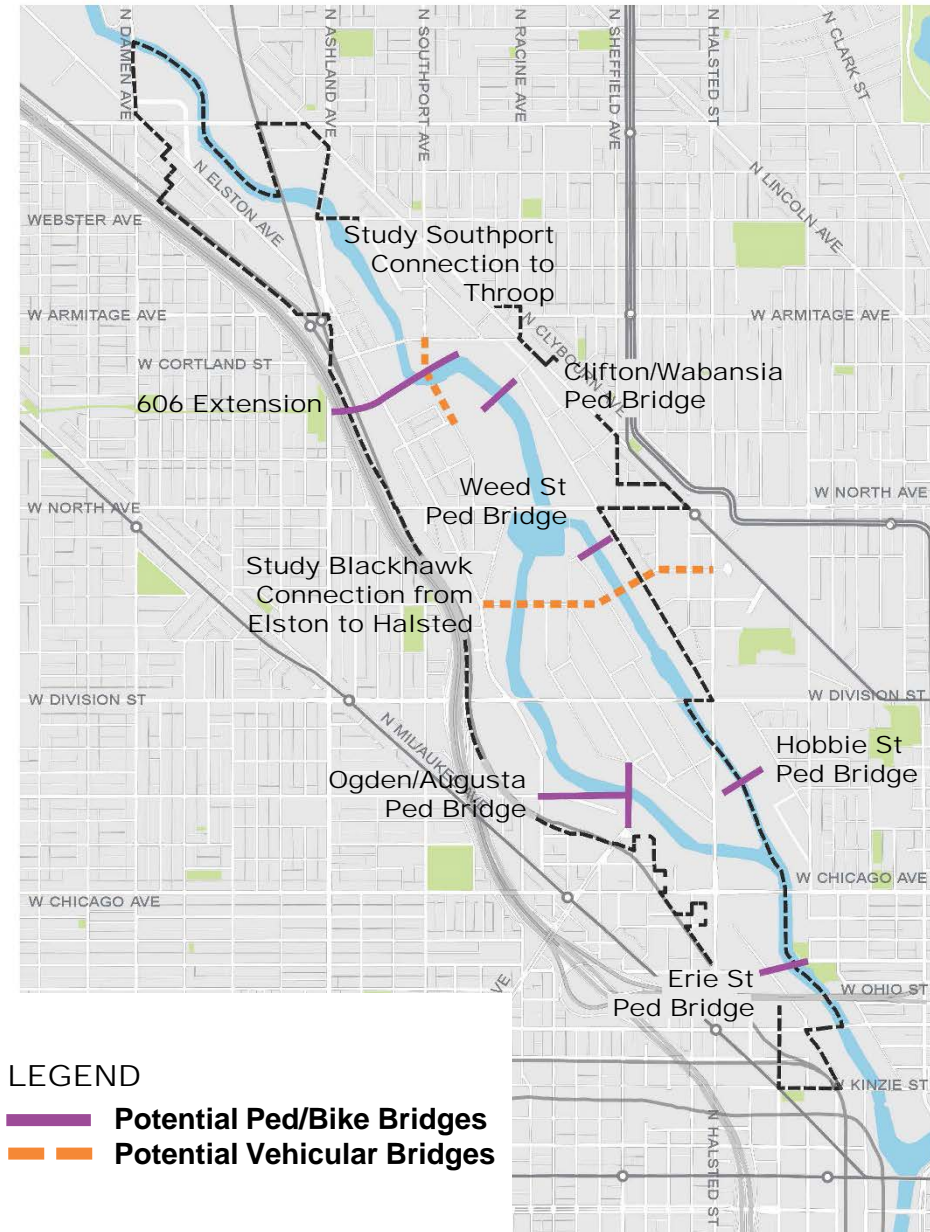 N DAMEN AVE
N ASHLAND AVE
N SOUTHPORT AVE
N RACINE AVE
N SHEFFIELD AVE
N HALSTED ST
N CLARK ST
N LINCOLN AVE
N ELSTON AVE
WEBSTER AVE
Study Southport
Connection to
Throop
W ARMITAGE AVE
N CLYBOURN AVE
W ARMITAGE AVE
W CORTLAND ST
Clifton/Wabansia
Ped Bridge
606 Extension
Weed St
Ped Bridge
W NORTH AVE
W NORTH AVE
Study Blackhawk
Connection from
Elston to Halsted
W DIVISION ST
W DIVISION ST
N MILWAUKEE AVE
Hobbie St
Ped Bridge
Ogden/Augusta
Ped Bridge
W CHICAGO AVE
W CHICAGO AVE
Erie St
Ped Bridge
W OHIO ST
W KINZIE ST
N HALSTED ST
LEGEND
Potential Ped/Bike Bridges
Potential Vehicular Bridges